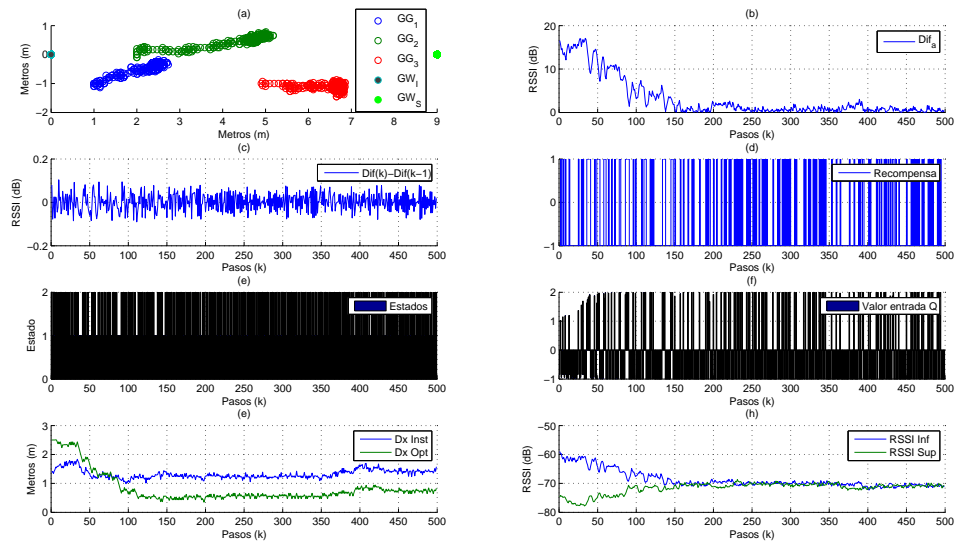 (a)
Metros (m)
1
0
−1
−2
0 1 2 3 4 5 6 7 8 9
Metros (m)
GG1
GG2
GG3
GWI
GWS
(b)
RSSI (dB)
20
10
0
0 50 100 150 200 250 300 350 400 450 500
Pasos (k)
Difa
(c)
RSSI (dB)
0.2
0
−0.2
0 50 100 150 200 250 300 350 400 450 500
Pasos (k)
Dif(k)−Dif(k−1)
(d)
1
0
−1
0 50 100 150 200 250 300 350 400 450 500
Pasos (k)
Recompensa
(e)
Estado
2
1
0
0 50 100 150 200 250 300 350 400 450 500
Pasos (k)
Estados
(f)
2
1
0
−1
0 50 100 150 200 250 300 350 400 450 500
Pasos (k)
Valor entrada Q
(e)
Metros (m)
3
2
1
0
0 50 100 150 200 250 300 350 400 450 500
Pasos (k)
Dx Inst
Dx Opt
(h)
RSSI (dB)
−50
−60
−70
−80
0 50 100 150 200 250 300 350 400 450 500
Pasos (k)
RSSI Inf
RSSI Sup